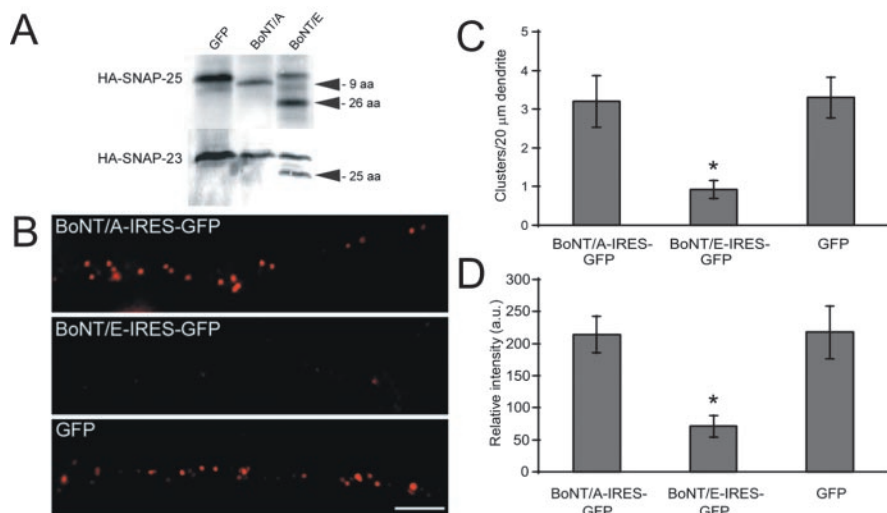 A
GFP
BoNT/A
BoNT/E
HA-SNAP-25
- 9 aa
- 26 aa
HA-SNAP-23
- 25 aa
B
BoNT/A-IRES-GFP
BoNT/E-IRES-GFP
GFP
C
Clusters/20 μm dendrite
5
4
3
2
1
0
*
BoNT/A-IRES-
GFP
BoNT/E-IRES-
GFP
GFP
D
Relative intensity (a.u.)
300
250
200
150
100
50
0
*
BoNT/A-IRES-
GFP
BoNT/E-IRES-
GFP
GFP